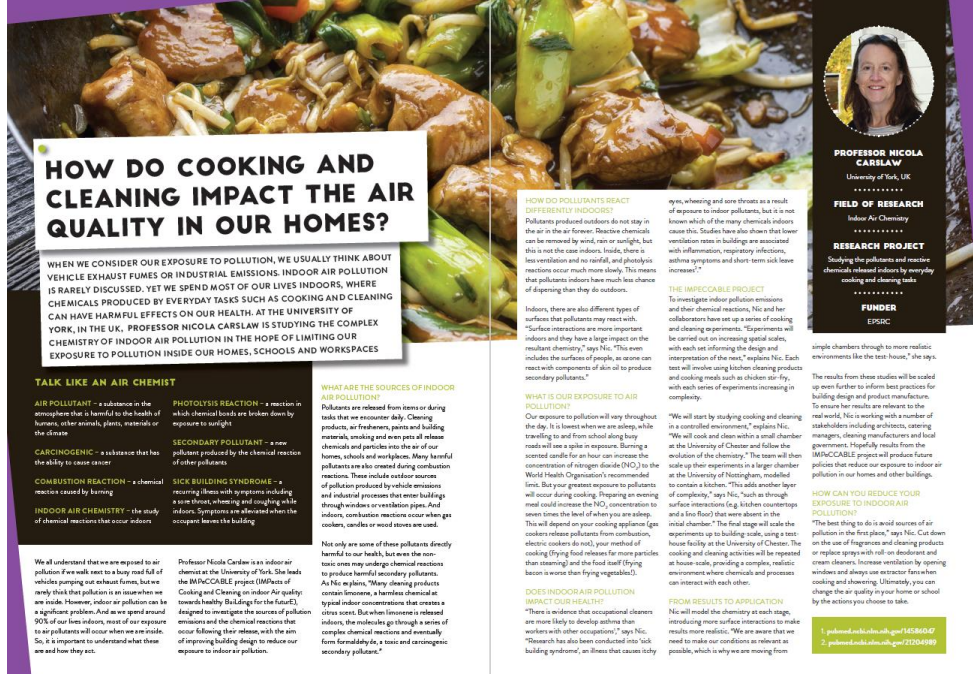 HOW DO COOKING AND
CLEANING IMPACT THE AIR
QUALITY IN OUR HOMES?
WHEN WE CONSIDER OUR EXPOSURE TO POLLUTION, WE USUALLY THINK ABOUT
VEHICLE EXHAUST FUMES OR INDUSTRIAL EMISSIONS. INDOOR AIR POLLUTION
IS RARELY DISCUSSED. YET WE SPEND MOST OF OUR LIVES INDOORS, WHERE
CHEMICALS PRODUCED BY EVERYDAY TASKS SUCH AS COOKING AND CLEANING
CAN HAVE HARMFUL EFFECTS ON OUR HEALTH. AT THE UNIVERSITY OF
YORK, IN THE UK, PROFESSOR NICOLA CARSLAW IS STUDYING THE COMPLEX
CHEMISTRY OF INDOOR AIR POLLUTION IN THE HOPE OF LIMITING OUR
EXPOSURE TO POLLUTION INSIDE OUR HOMES, SCHOOLS AND WORKSPACES
TALK LIKE AN AIR CHEMIST
AIR POLLUTANT – a substance in the
atmosphere that is harmful to the health of
humans, other animals, plants, materials or
the climate
CARCINOGENIC – a substance that has
the ability to cause cancer
COMBUSTION REACTION – a chemical
reaction caused by burning
INDOOR AIR CHEMISTRY – the study
of chemical reactions that occur indoors
PHOTOLYSIS REACTION – a reaction in
which chemical bonds are broken down by
exposure to sunlight
SECONDARY POLLUTANT – a new
pollutant produced by the chemical reaction
of other pollutants
SICK BUILDING SYNDROME – a
recurring illness with symptoms including
a sore throat, wheezing and coughing while
indoors. Symptoms are alleviated when the
occupant leaves the building
We all understand that we are exposed to air
pollution if we walk next to a busy road full of
vehicles pumping out exhaust fumes, but we
rarely think that pollution is an issue when we
are inside. However, indoor air pollution can be
a significant problem. And as we spend around
90% of our lives indoors, most of our exposure
to air pollutants will occur when we are inside.
So, it is important to understand what these
are and how they act.
Professor Nicola Carslaw is an indoor air
chemist at the University of York. She leads
the IMPeCCABLE project (IMPacts of
Cooking and Cleaning on indoor Air quality:
towards healthy BuiLdings for the futurE),
designed to investigate the sources of pollution
emissions and the chemical reactions that
occur following their release, with the aim
of improving building design to reduce our
exposure to indoor air pollution.
WHAT ARE THE SOURCES OF INDOOR
AIR POLLUTION?
Pollutants are released from items or during
tasks that we encounter daily. Cleaning
products, air fresheners, paints and building
materials, smoking and even pets all release
chemicals and particles into the air of our
homes, schools and workplaces. Many harmful
pollutants are also created during combustion
reactions. These include outdoor sources
of pollution produced by vehicle emissions
and industrial processes that enter buildings
through windows or ventilation pipes. And
indoors, combustion reactions occur when gas
cookers, candles or wood stoves are used.
Not only are some of these pollutants directly
harmful to our health, but even the non-
toxic ones may undergo chemical reactions
to produce harmful secondary pollutants.
As Nic explains, "Many cleaning products
contain limonene, a harmless chemical at
typical indoor concentrations that creates a
citrus scent. But when limonene is released
indoors, the molecules go through a series of
complex chemical reactions and eventually
form formaldehyde, a toxic and carcinogenic
secondary pollutant."
HOW DO POLLUTANTS REACT
DIFFERENTLY INDOORS?
Pollutants produced outdoors do not stay in
the air in the air forever. Reactive chemicals
can be removed by wind, rain or sunlight, but
this is not the case indoors. Inside, there is
less ventilation and no rainfall, and photolysis
reactions occur much more slowly. This means
that pollutants indoors have much less chance
of dispersing than they do outdoors.
Indoors, there are also different types of
surfaces that pollutants may react with.
"Surface interactions are more important
indoors and they have a large impact on the
resultant chemistry," says Nic. "This even
includes the surfaces of people, as ozone can
react with components of skin oil to produce
secondary pollutants."
WHAT IS OUR EXPOSURE TO AIR
POLLUTION?
Our exposure to pollution will vary throughout
the day. It is lowest when we are asleep, while
travelling to and from school along busy
roads will see a spike in exposure. Burning a
scented candle for an hour can increase the
concentration of nitrogen dioxide (NO₂) to the
World Health Organisation's recommended
limit. But your greatest exposure to pollutants
will occur during cooking. Preparing an evening
meal could increase the NO₂ concentration to
seven times the level of when you are asleep.
This will depend on your cooking appliance (gas
cookers release pollutants from combustion,
electric cookers do not), your method of
cooking (frying food releases far more particles
than steaming) and the food itself (frying
bacon is worse than frying vegetables!).
DOES INDOOR AIR POLLUTION
IMPACT OUR HEALTH?
"There is evidence that occupational cleaners
are more likely to develop asthma than
workers with other occupations¹," says Nic.
"Research has also been conducted into 'sick
building syndrome', an illness that causes itchy
eyes, wheezing and sore throats as a result
of exposure to indoor pollutants, but it is not
known which of the many chemicals indoors
cause this. Studies have also shown that lower
ventilation rates in buildings are associated
with inflammation, respiratory infections,
asthma symptoms and short-term sick leave
increases²."
THE IMPECCABLE PROJECT
To investigate indoor pollution emissions
and their chemical reactions, Nic and her
collaborators have set up a series of cooking
and cleaning experiments. "Experiments will
be carried out on increasing spatial scales,
with each set informing the design and
interpretation of the next," explains Nic. Each
test will involve using kitchen cleaning products
and cooking meals such as chicken stir-fry,
with each series of experiments increasing in
complexity.
"We will start by studying cooking and cleaning
in a controlled environment," explains Nic.
"We will cook and clean within a small chamber
at the University of Chester and follow the
evolution of the chemistry." The team will then
scale up their experiments in a larger chamber
at the University of Nottingham, modelled
to contain a kitchen. "This adds another layer
of complexity," says Nic, "such as through
surface interactions (e.g. kitchen countertops
and a lino floor) that were absent in the
initial chamber." The final stage will scale the
experiments up to building-scale, using a test-
house facility at the University of Chester. The
cooking and cleaning activities will be repeated
at house-scale, providing a complex, realistic
environment where chemicals and processes
can interact with each other.
FROM RESULTS TO APPLICATION
Nic will model the chemistry at each stage,
introducing more surface interactions to make
results more realistic. "We are aware that we
need to make our conditions as relevant as
possible, which is why we are moving from
PROFESSOR NICOLA
CARSLAW
University of York, UK
FIELD OF RESEARCH
Indoor Air Chemistry
RESEARCH PROJECT
Studying the pollutants and reactive
chemicals released indoors by everyday
cooking and cleaning tasks
FUNDER
EPSRC
simple chambers through to more realistic
environments like the test-house," she says.
The results from these studies will be scaled
up even further to inform best practices for
building design and product manufacture.
To ensure her results are relevant to the
real world, Nic is working with a number of
stakeholders including architects, catering
managers, cleaning manufactures and local
government. Hopefully results from the
IMPeCCABLE project will produce future
policies that reduce our exposure to indoor air
pollution in our homes and other buildings.
HOW CAN YOU REDUCE YOUR
EXPOSURE TO INDOOR AIR
POLLUTION?
"The best thing to do is avoid sources of air
pollution in the first place," says Nic. Cut down
on the use of fragrances and cleaning products
or replace sprays with roll-on deodorant and
cream cleaners. Increase ventilation by opening
windows and always use extractor fans when
cooking and showering. Ultimately, you can
change the air quality in your home or school
by the actions you choose to take.
1. pubmed.ncbi.nlm.nih.gov/14586047
2. pubmed.ncbi.nlm.nih.gov/21204989